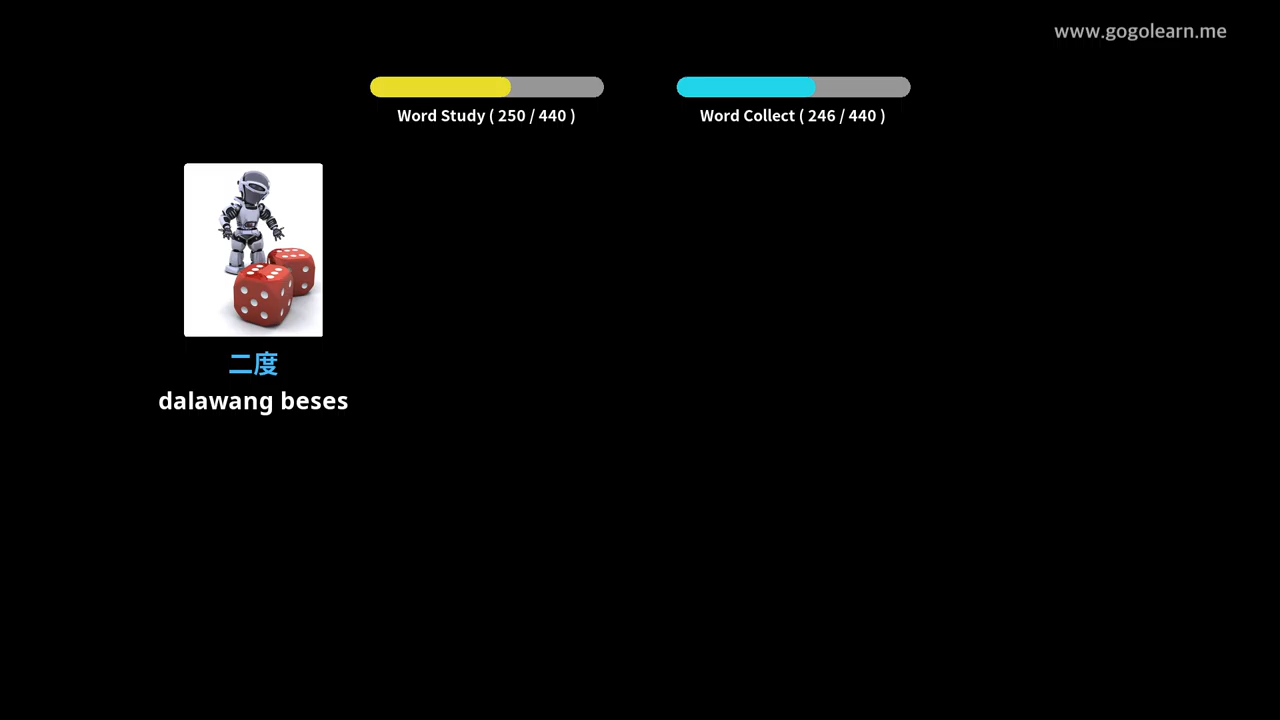 www.gogolearn.me
Word Study ( 250 / 440 )
Word Collect ( 246 / 440 )
二度
dalawang beses